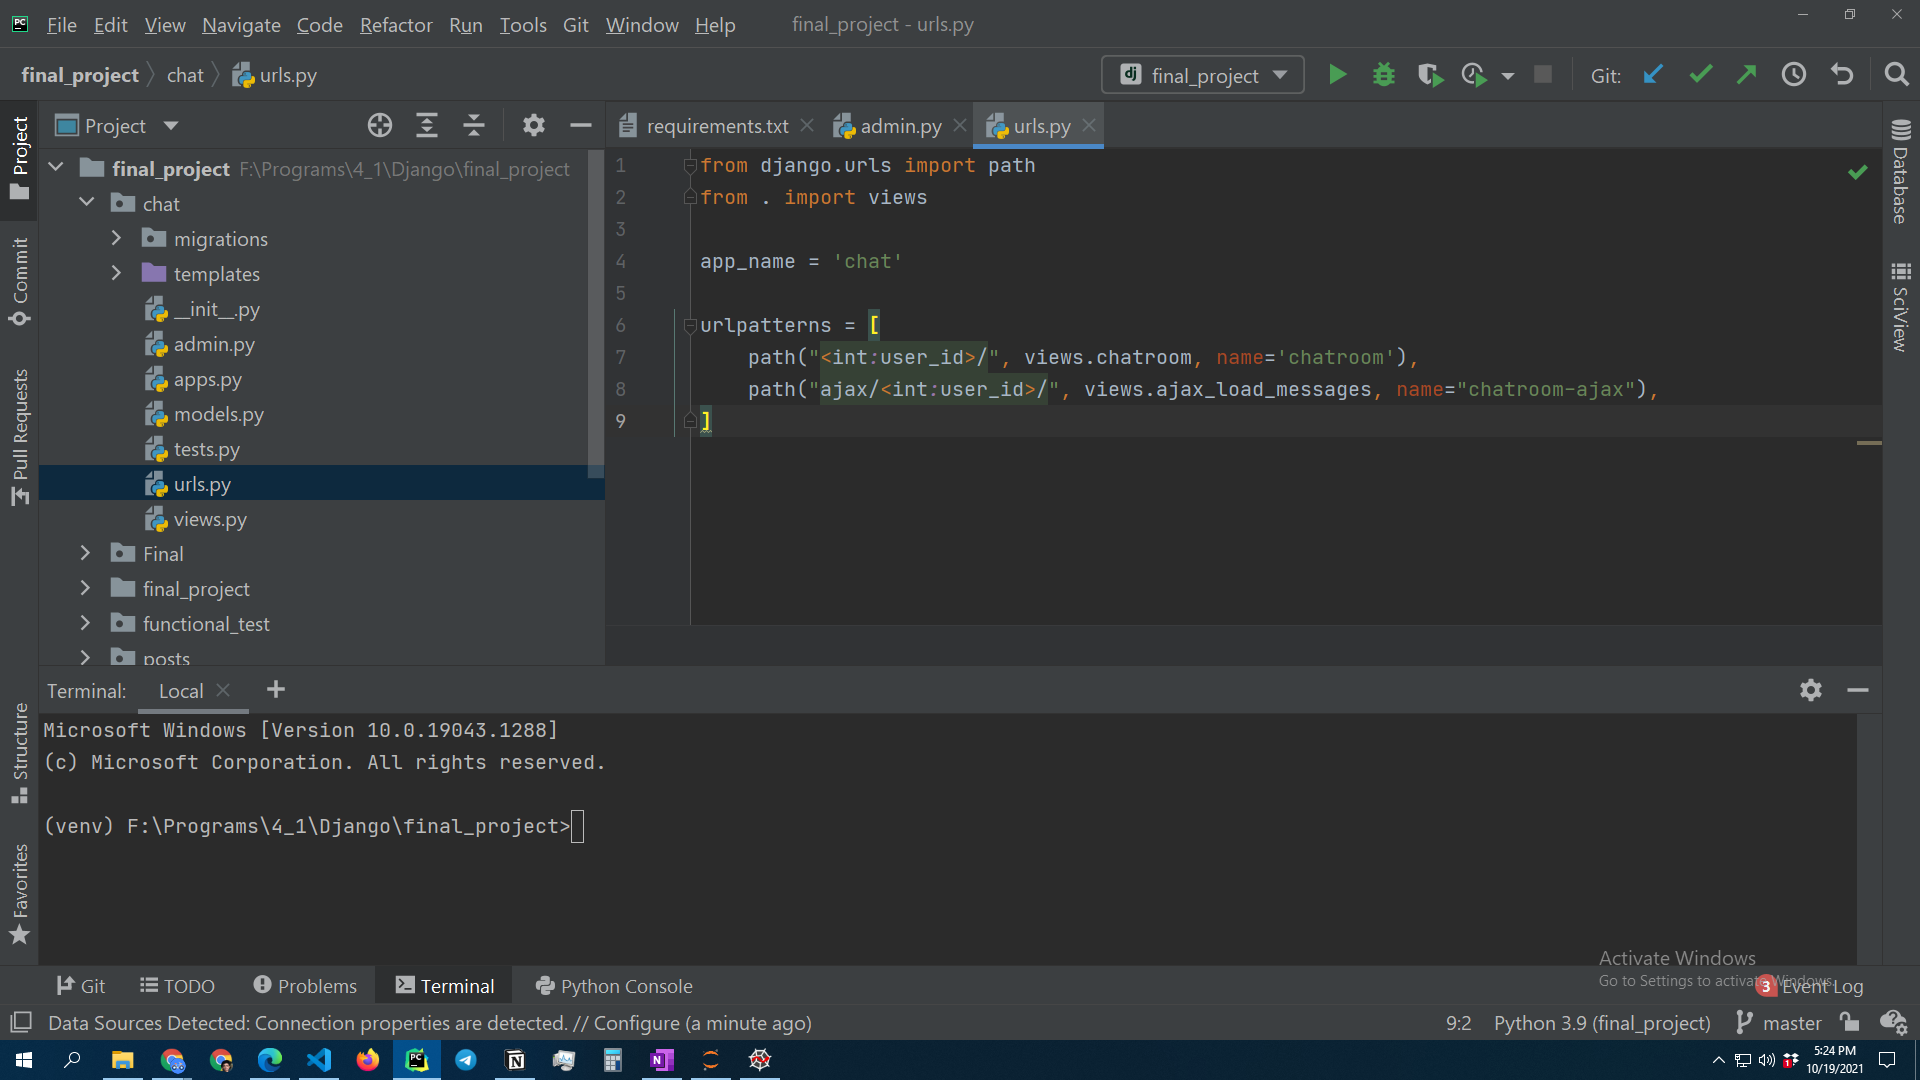 File Edit View Navigate Code Refactor Run Tools Git Window Help final_project - urls.py
final_project chat urls.py final_project Git:
Project
requirements.txt admin.py urls.py
final_project F:\Programs\4_1\Django\final_project
chat
migrations
templates
__init__.py
admin.py
apps.py
models.py
tests.py
urls.py
views.py
Final
final_project
functional_test
posts
1 from django.urls import path
2 from . import views
3
4 app_name = 'chat'
5
6 urlpatterns = [
7 path("<int:user_id>/", views.chatroom, name='chatroom'),
8 path("ajax/<int:user_id>/", views.ajax_load_messages, name="chatroom-ajax"),
9 ]
Project
Commit
Pull Requests
Structure
Favorites
Database
SciView
Terminal: Local
Microsoft Windows [Version 10.0.19043.1288]
(c) Microsoft Corporation. All rights reserved.
(venv) F:\Programs\4_1\Django\final_project>
Activate Windows
Go to Settings to activate Windows.
Git TODO Problems Terminal Python Console 3 Event Log
Data Sources Detected: Connection properties are detected. // Configure (a minute ago) 9:2 Python 3.9 (final_project) master
5:24 PM
10/19/2021